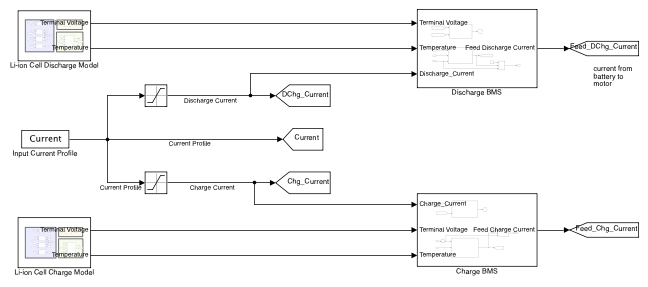 Terminal Voltage
Temperature
Li-ion Cell Discharge Model
Terminal Voltage
Temperature
Feed Discharge Current
Discharge_Current
Discharge BMS
Feed_DChg_Current
current from
battery to
motor
Discharge Current
DChg_Current
Current
Input Current Profile
Current Profile
Current
Current Profile
Charge Current
Chg_Current
Terminal Voltage
Temperature
Li-ion Cell Charge Model
Charge_Current
Terminal Voltage
Feed Charge Current
Temperature
Charge BMS
Feed_Chg_Current